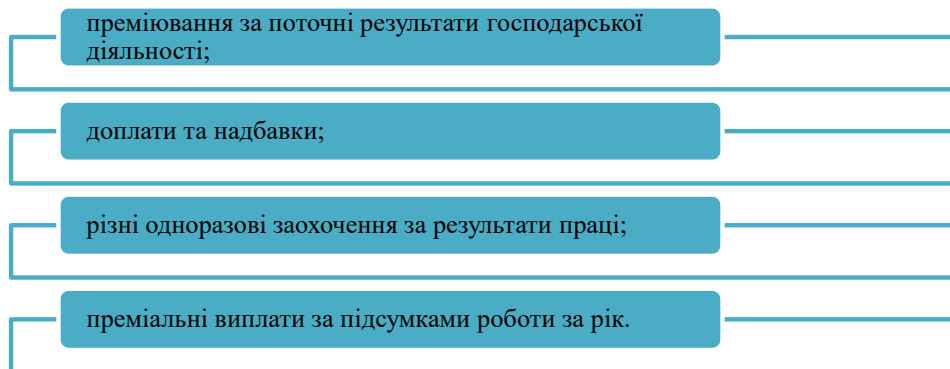 преміювання за поточні результати господарської
діяльності;
доплати та надбавки;
різні одноразові заохочення за результати праці;
преміальні виплати за підсумками роботи за рік.